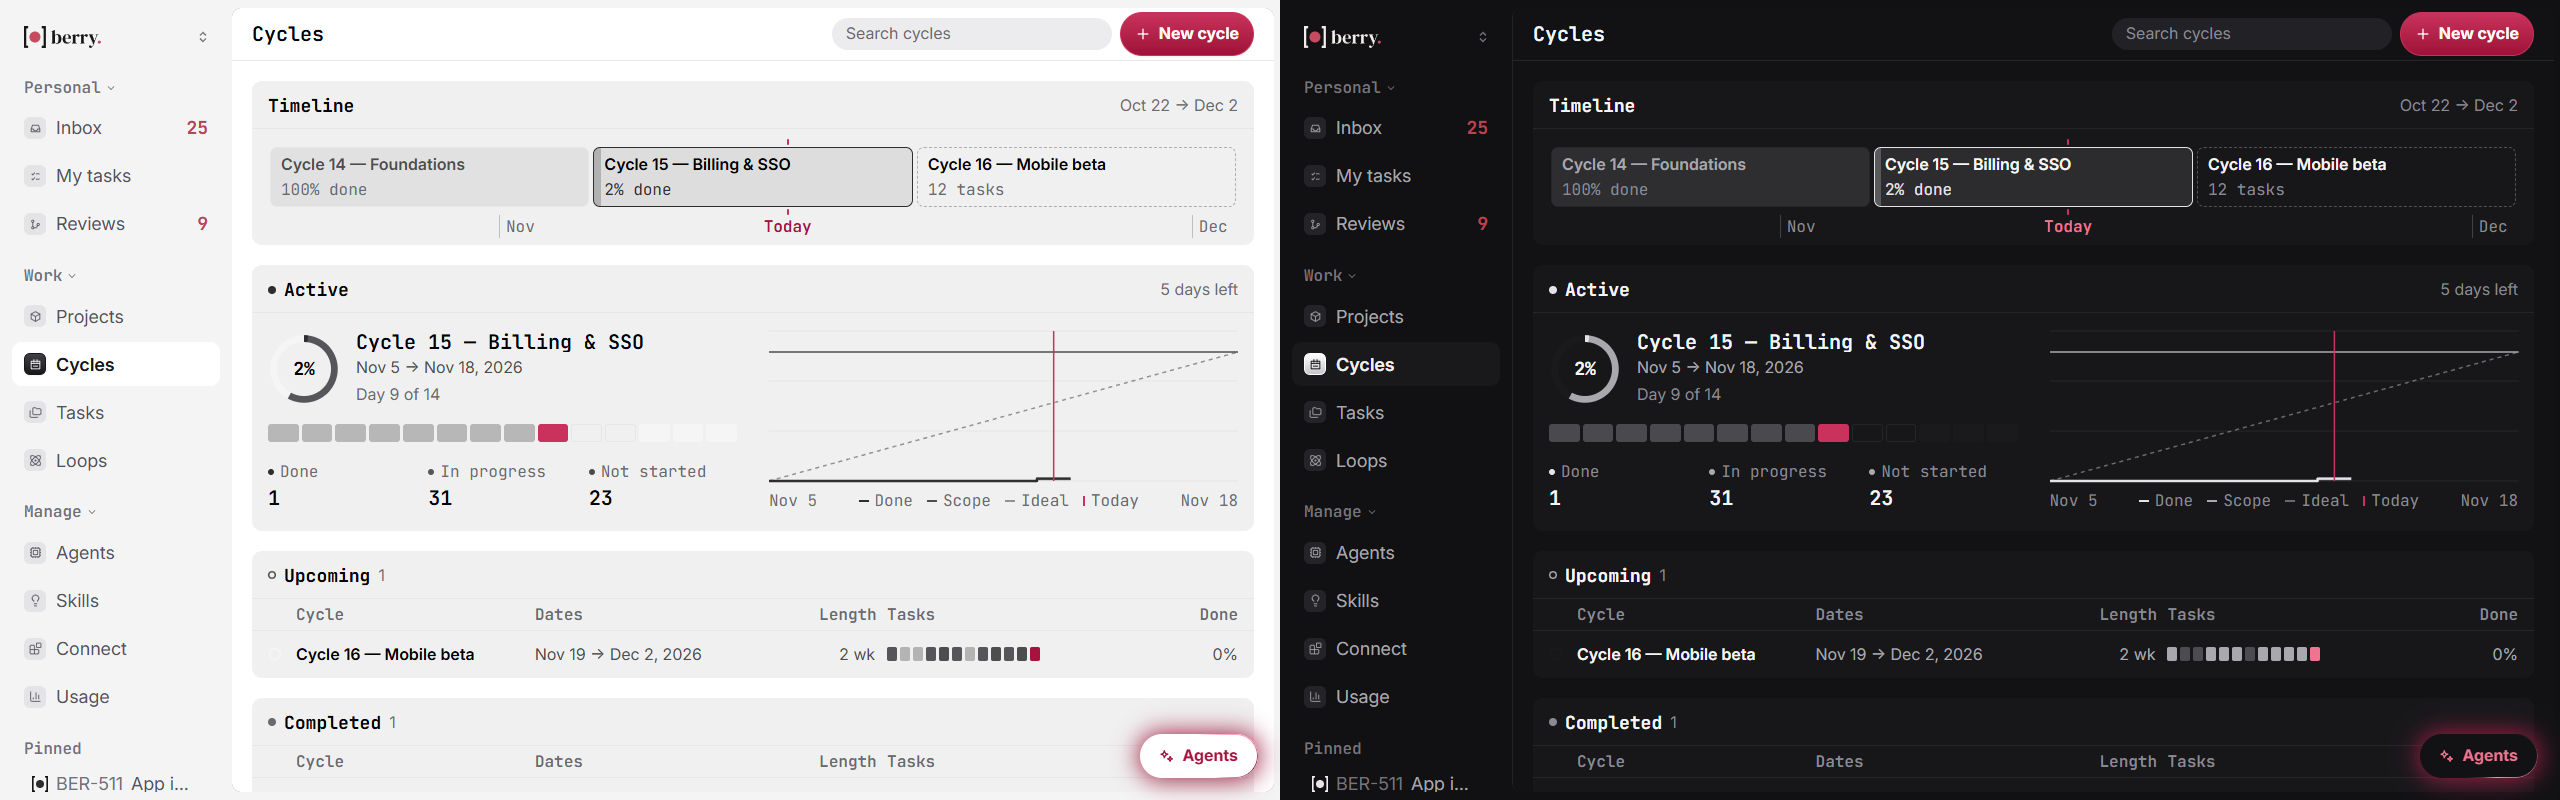 berry.
Personal
Inbox 25
My tasks
Reviews 9
Work
Projects
Cycles
Tasks
Loops
Manage
Agents
Skills
Connect
Usage
Pinned
BER-511 App i...
Cycles
Search cycles
+ New cycle
Timeline
Oct 22 → Dec 2
Cycle 14 — Foundations
100% done
Cycle 15 — Billing & SSO
2% done
Cycle 16 — Mobile beta
12 tasks
Nov
Today
Dec
Active
5 days left
2%
Cycle 15 — Billing & SSO
Nov 5 → Nov 18, 2026
Day 9 of 14
Done
1
In progress
31
Not started
23
Nov 5
Done
Scope
Ideal
Today
Nov 18
Upcoming 1
Cycle Dates Length Tasks Done
Cycle 16 — Mobile beta Nov 19 → Dec 2, 2026 2 wk 0%
Completed 1
Cycle Dates Length Tasks
Agents
berry.
Personal
Inbox 25
My tasks
Reviews 9
Work
Projects
Cycles
Tasks
Loops
Manage
Agents
Skills
Connect
Usage
Pinned
BER-511 App i...
Cycles
Search cycles
+ New cycle
Timeline
Oct 22 → Dec 2
Cycle 14 — Foundations
100% done
Cycle 15 — Billing & SSO
2% done
Cycle 16 — Mobile beta
12 tasks
Nov
Today
Dec
Active
5 days left
2%
Cycle 15 — Billing & SSO
Nov 5 → Nov 18, 2026
Day 9 of 14
Done
1
In progress
31
Not started
23
Nov 5
Done
Scope
Ideal
Today
Nov 18
Upcoming 1
Cycle Dates Length Tasks Done
Cycle 16 — Mobile beta Nov 19 → Dec 2, 2026 2 wk 0%
Completed 1
Cycle Dates Length Tasks
Agents